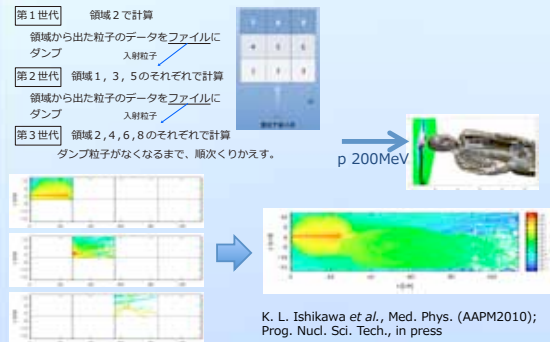 第1世代 領域２で計算
領域から出た粒子のデータをファイルに
ダンプ 入射粒子
第２世代 領域1, 3, 5のそれぞれで計算
領域から出た粒子のデータをファイルに
ダンプ 入射粒子
第３世代 領域2,4,6,8のそれぞれで計算
ダンプ粒子がなくなるまで、順次くりかえす。
p 200MeV
K. L. Ishikawa et al., Med. Phys. (AAPM2010);
Prog. Nucl. Sci. Tech., in press